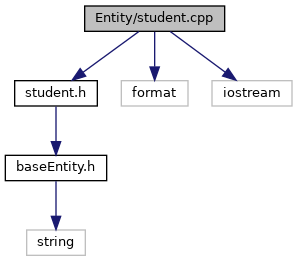 Entity/student.cpp
student.h
format
iostream
baseEntity.h
string